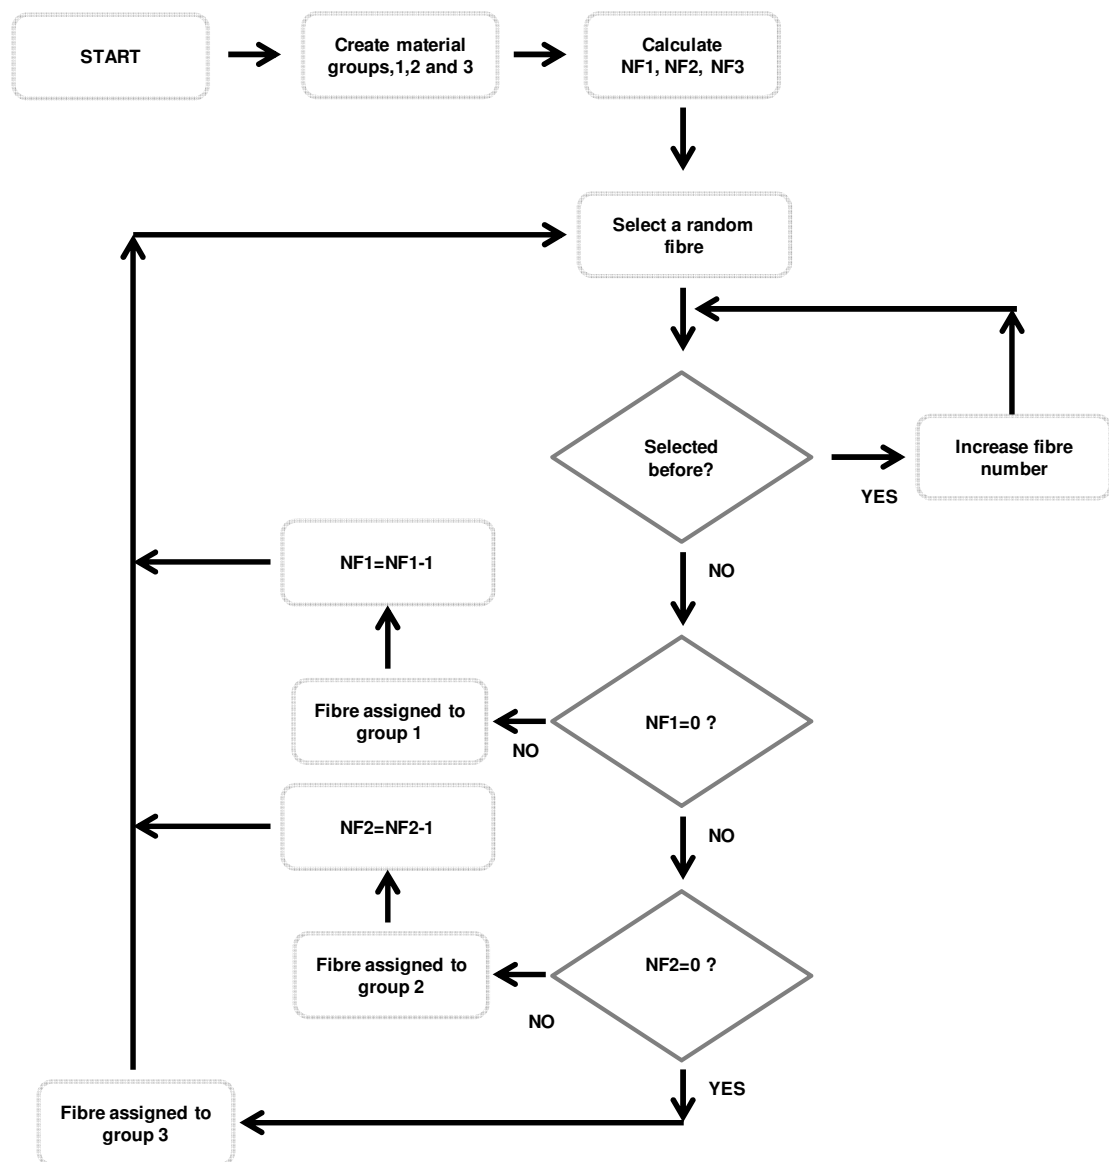 START
Create material
groups,1,2 and 3
Calculate
NF1, NF2, NF3
Select a random
fibre
Selected
before?
YES
Increase fibre
number
NO
NF1=NF1-1
Fibre assigned to
group 1
NO
NF1=0 ?
NO
NF2=NF2-1
Fibre assigned to
group 2
NO
NF2=0 ?
YES
Fibre assigned to
group 3